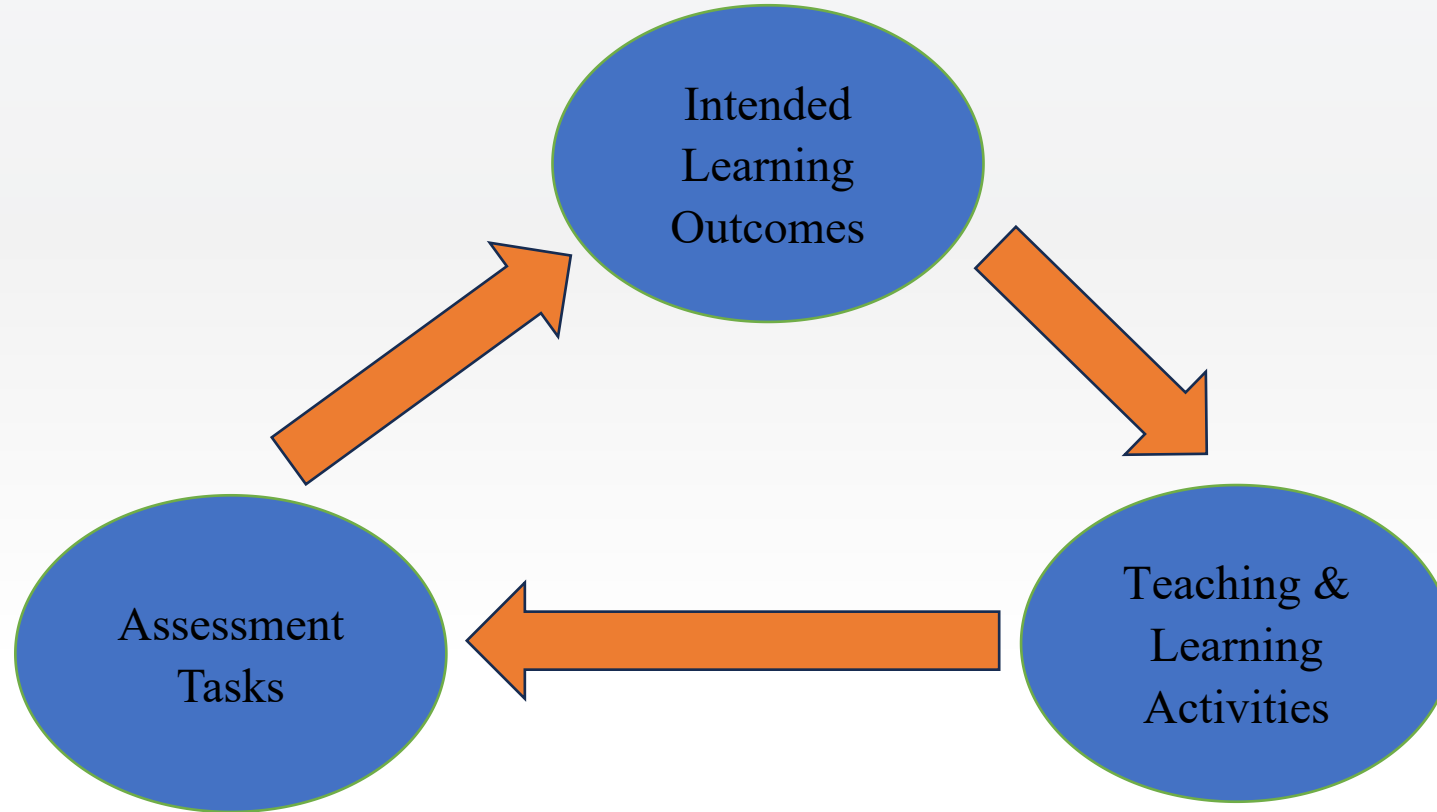 Intended
Learning
Outcomes
Teaching &
Learning
Activities
Assessment
Tasks